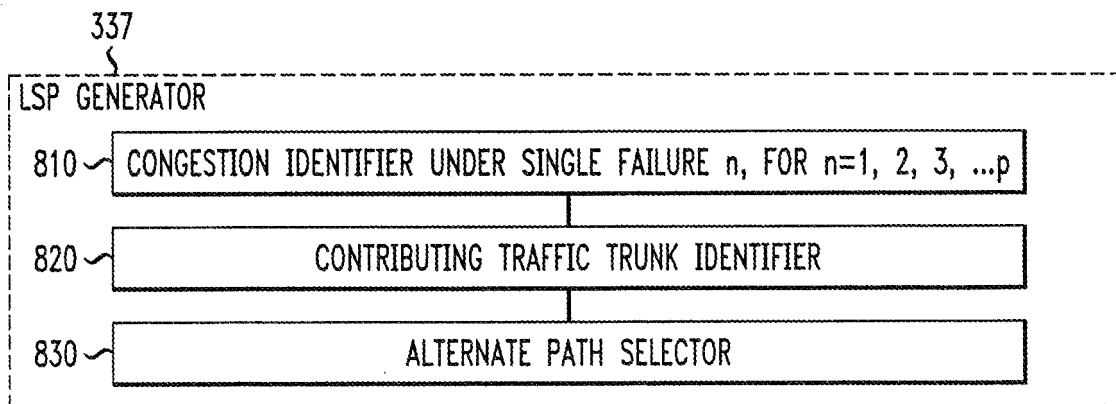 337
LSP GENERATOR
810 CONGESTION IDENTIFIER UNDER SINGLE FAILURE n, FOR n=1, 2, 3, ...p
820 CONTRIBUTING TRAFFIC TRUNK IDENTIFIER
830 ALTERNATE PATH SELECTOR